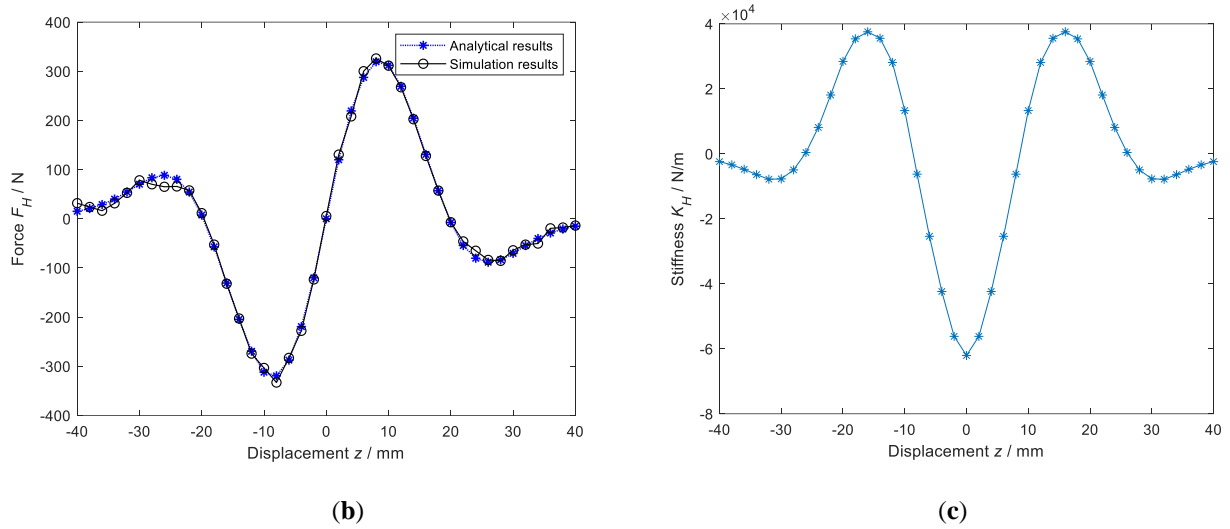 400
300
200
100
0
-100
-200
-300
-400
Force F_H / N
-40 -30 -20 -10 0 10 20 30 40
Displacement z / mm
Analytical results
Simulation results
(b)
×10⁴
4
2
0
-2
-4
-6
-8
Stiffness K_H / N/m
-40 -30 -20 -10 0 10 20 30 40
Displacement z / mm
(c)